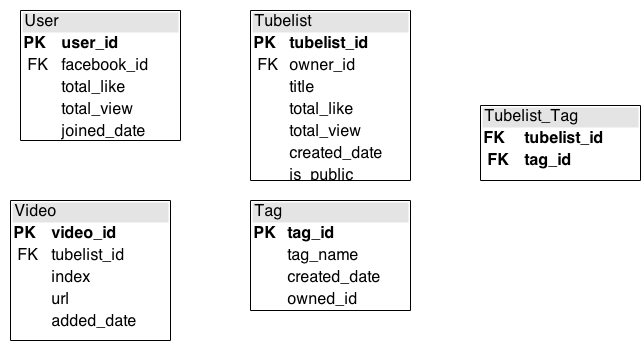 User
PK user_id
FK facebook_id
total_like
total_view
joined_date
Tubelist
PK tubelist_id
FK owner_id
title
total_like
total_view
created_date
is_public
Tubelist_Tag
FK tubelist_id
FK tag_id
Video
PK video_id
FK tubelist_id
index
url
added_date
Tag
PK tag_id
tag_name
created_date
owned_id